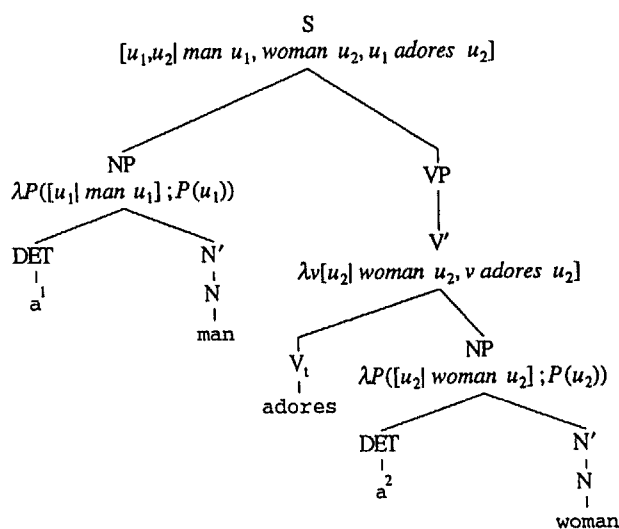 S
[u₁,u₂| man u₁, woman u₂, u₁ adores u₂]
NP
VP
λP([u₁| man u₁] ; P(u₁))
V'
DET
N'
λv[u₂| woman u₂, v adores u₂]
a¹
N
man
Vₜ
NP
adores
λP([u₂| woman u₂] ; P(u₂))
DET
N'
a²
N
woman